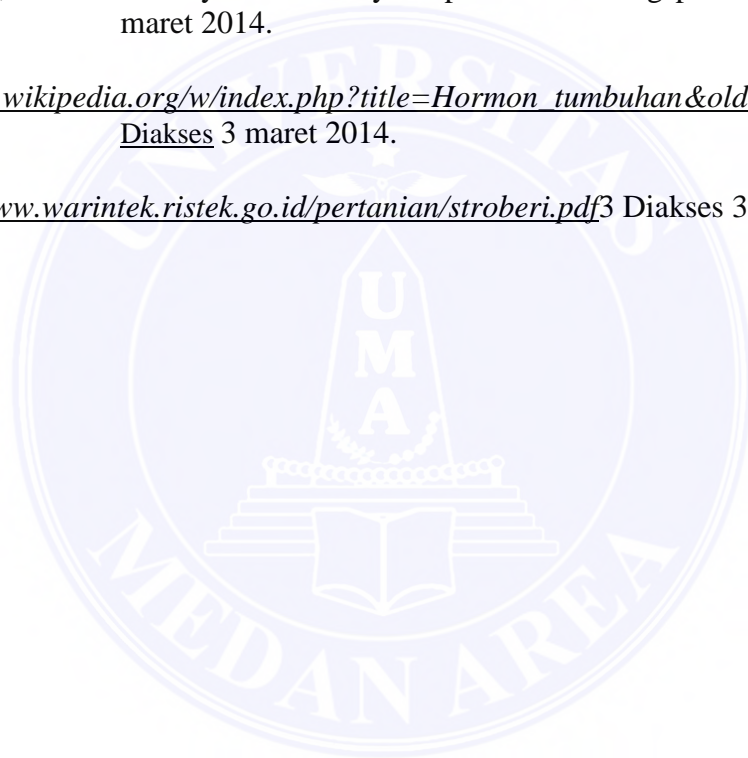 maret 2014.
.wikipedia.org/w/index.php?title=Hormon_tumbuhan&old
Diakses 3 maret 2014.
ww.warintek.ristek.go.id/pertanian/stroberi.pdf3 Diakses 3
UNIVERSITAS
U
M
A
MEDAN AREA